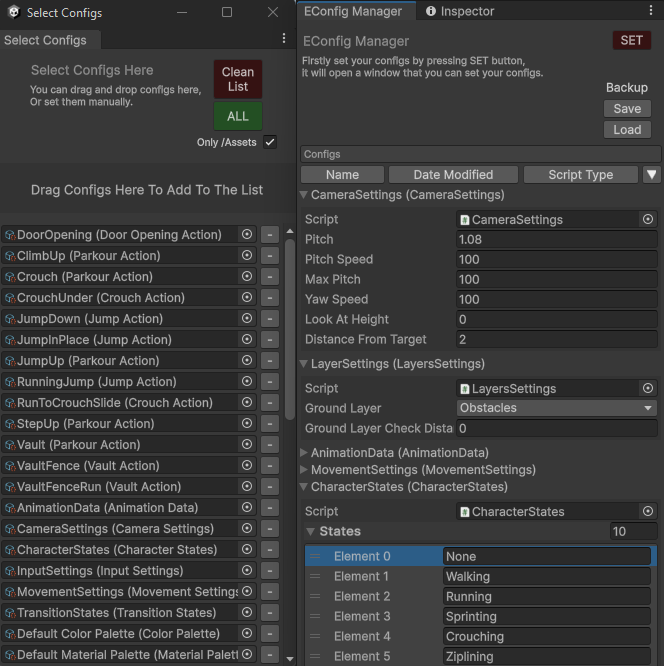 Select Configs
Select Configs
Select Configs Here
You can drag and drop configs here,
Or set them manually.
Clean
List
ALL
Only /Assets
Drag Configs Here To Add To The List
DoorOpening (Door Opening Action)
ClimbUp (Parkour Action)
Crouch (Parkour Action)
CrouchUnder (Crouch Action)
JumpDown (Jump Action)
JumpInPlace (Jump Action)
JumpUp (Parkour Action)
RunningJump (Jump Action)
RunToCrouchSlide (Crouch Action)
StepUp (Parkour Action)
Vault (Parkour Action)
VaultFence (Vault Action)
VaultFenceRun (Vault Action)
AnimationData (Animation Data)
CameraSettings (Camera Settings)
CharacterStates (Character States)
InputSettings (Input Settings)
MovementSettings (Movement Settings
TransitionStates (Transition States)
Default Color Palette (Color Palette)
Default Material Palette (Material Palett
EConfig Manager
Inspector
EConfig Manager
SET
Firstly set your configs by pressing SET button,
it will open a window that you can set your configs.
Backup
Save
Load
Configs
Name Date Modified Script Type
CameraSettings (CameraSettings)
Script CameraSettings
Pitch 1.08
Pitch Speed 100
Max Pitch 100
Yaw Speed 100
Look At Height 0
Distance From Target 2
LayerSettings (LayersSettings)
Script LayersSettings
Ground Layer Obstacles
Ground Layer Check Dista 0
AnimationData (AnimationData)
MovementSettings (MovementSettings)
CharacterStates (CharacterStates)
Script CharacterStates
States 10
Element 0 None
Element 1 Walking
Element 2 Running
Element 3 Sprinting
Element 4 Crouching
Element 5 Ziplining